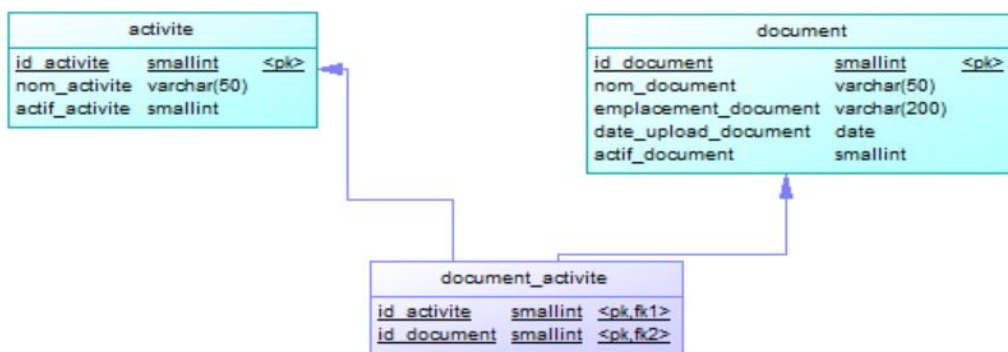 activite
id_activite smallint <pk>
nom_activite varchar(50)
actif_activite smallint
document
id_document smallint <pk>
nom_document varchar(50)
emplacement_document varchar(200)
date_upload_document date
actif_document smallint
document_activite
id_activite smallint <pk,fk1>
id_document smallint <pk,fk2>